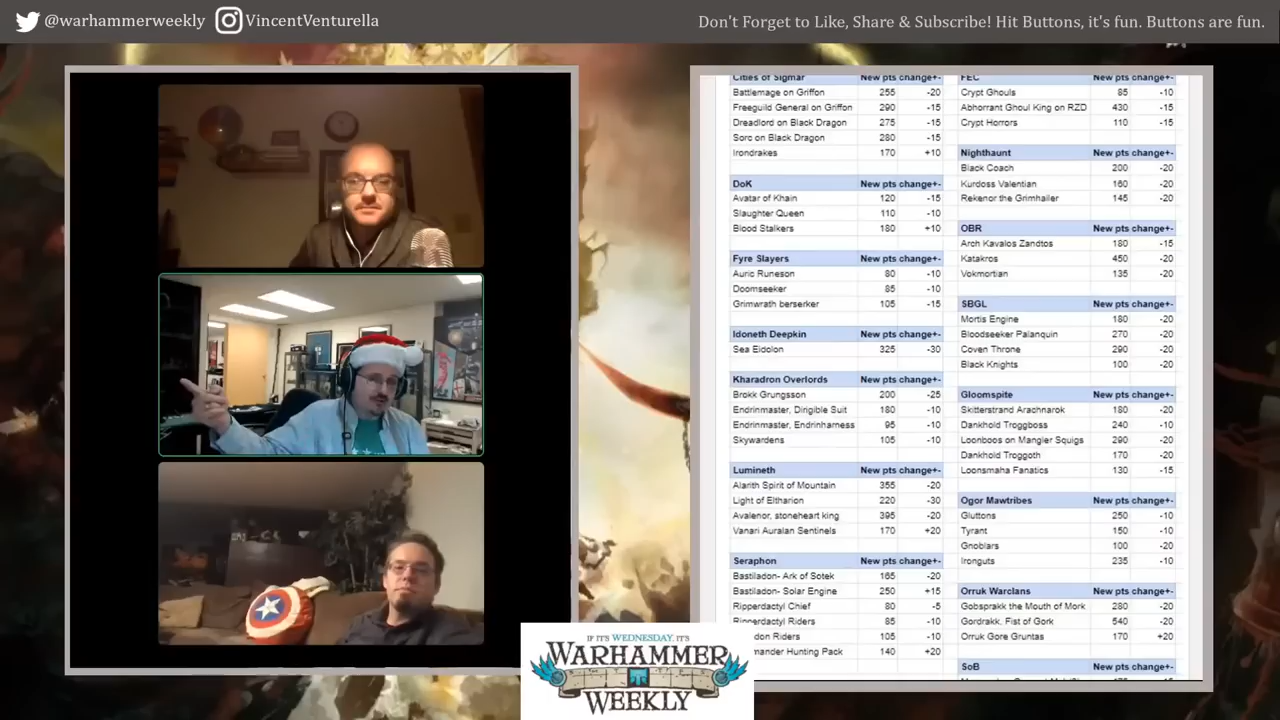 @warhammerweekly VincentVenturella
Don't Forget to Like, Share & Subscribe! Hit Buttons, it's fun. Buttons are fun.
Cities of Sigmar New pts change+-
Battlemage on Griffon 255 -20
Freeguild General on Griffon 290 -15
Dreadlord on Black Dragon 275 -15
Sorc on Black Dragon 280 -15
Irondrakes 170 +10
DoK New pts change+-
Avatar of Khain 120 -15
Slaughter Queen 110 -10
Blood Stalkers 180 +10
Fyre Slayers New pts change+-
Auric Runeson 80 -10
Doomseeker 85 -10
Grimwrath berserker 105 -15
Idoneth Deepkin New pts change+-
Sea Eidolon 325 -30
Kharadron Overlords New pts change+-
Brokk Grungsson 200 -25
Endrinmaster, Dirigible Suit 180 -10
Endrinmaster, Endrinharness 95 -10
Skywardens 105 -10
Lumineth New pts change+-
Alarith Spirit of Mountain 355 -20
Light of Eltharion 220 -30
Avalenor, stoneheart king 395 -20
Vanari Auralan Sentinels 170 +20
Seraphon New pts change+-
Bastiladon- Ark of Sotek 165 -20
Bastiladon- Solar Engine 250 +15
Ripperdactyl Chief 80 -5
Ripperdactyl Riders 85 -10
don Riders 105 -10
mander Hunting Pack 140 +20
FEC New pts change+-
Crypt Ghouls 85 -10
Abhorrant Ghoul King on RZD 430 -15
Crypt Horrors 110 -15
Nighthaunt New pts change+-
Black Coach 200 -20
Kurdoss Valentian 160 -20
Rekenor the Grimhailer 145 -20
OBR New pts change+-
Arch Kavalos Zandtos 180 -15
Katakros 450 -20
Vokmortian 135 -20
SBGL New pts change+-
Mortis Engine 180 -20
Bloodseeker Palanquin 270 -20
Coven Throne 290 -20
Black Knights 100 -20
Gloomspite New pts change+-
Skitterstrand Arachnarok 180 -20
Dankhold Troggboss 240 -10
Loonboos on Mangler Squigs 290 -20
Dankhold Troggoth 170 -20
Loonsmaha Fanatics 130 -15
Ogor Mawtribes New pts change+-
Gluttons 250 -10
Tyrant 150 -10
Gnoblars 100 -20
Ironguts 235 -10
Orruk Warclans New pts change+-
Gobsprakk the Mouth of Mork 280 -20
Gordrakk, Fist of Gork 540 -20
Orruk Gore Gruntas 170 +20
SoB New pts change+-
IF IT'S WEDNESDAY, IT'S
WARHAMMER
WEEKLY